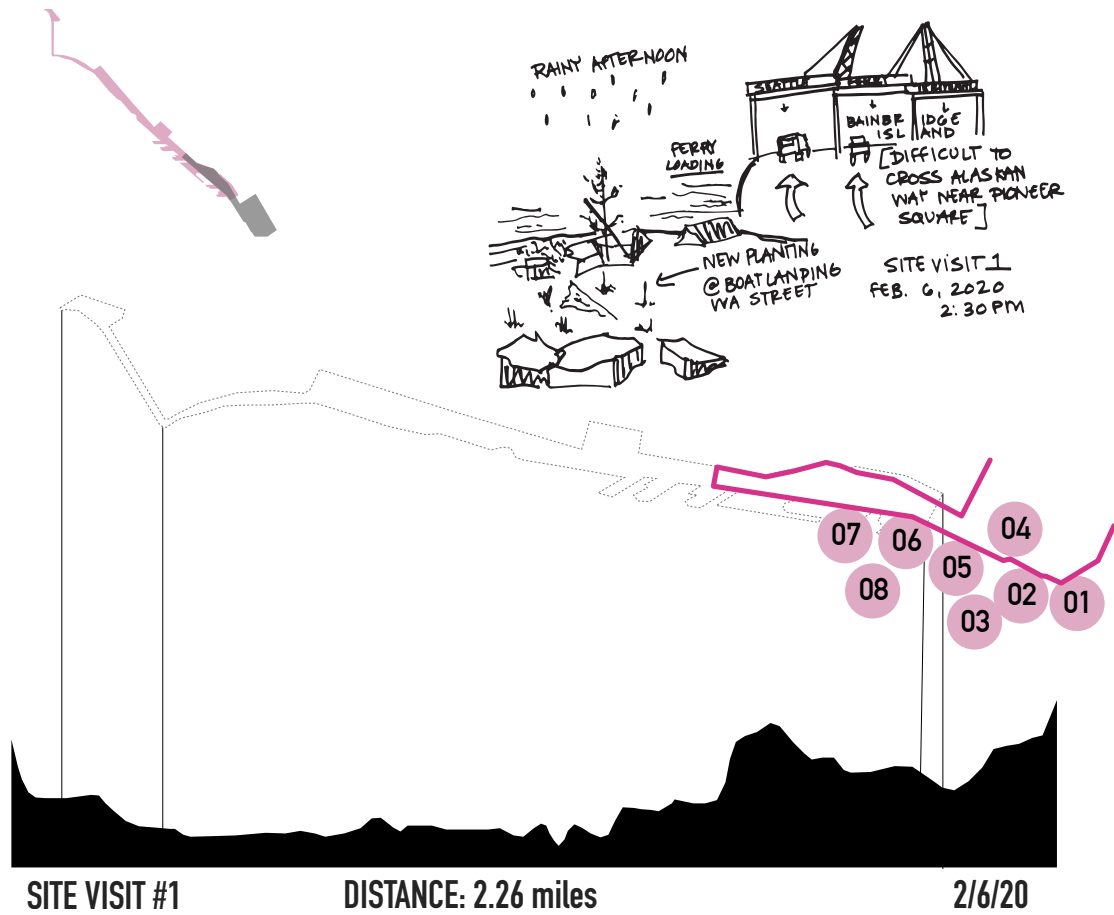 RAINY AFTERNOON
SEATTLE FERRY TERMINAL
BAINBRIDGE
ISLAND
FERRY
LOADING
[DIFFICULT TO
CROSS ALASKAN
WAY NEAR PIONEER
SQUARE]
NEW PLANTING
@ BOAT LANDING
WA STREET
SITE VISIT 1
FEB. 6, 2020
2:30 PM
07
06
04
05
08
02
01
03
SITE VISIT #1
DISTANCE: 2.26 miles
2/6/20